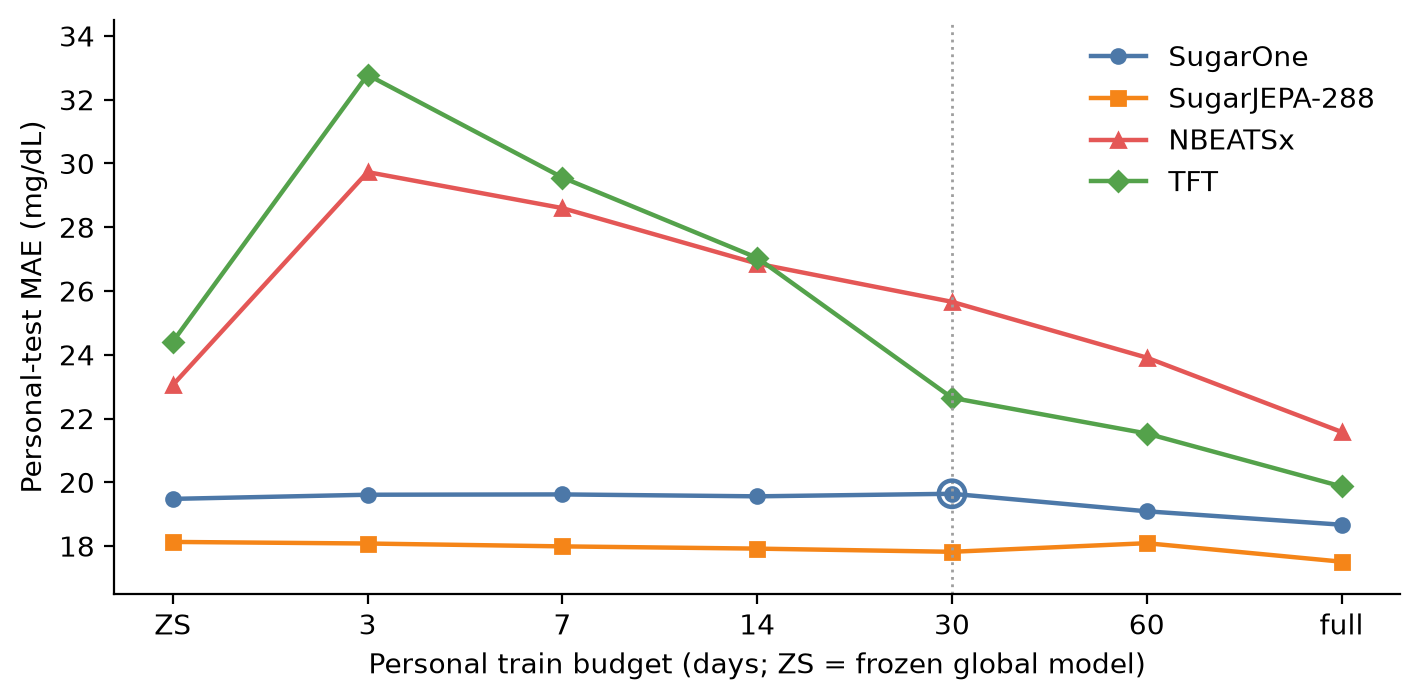 34
32
30
28
26
24
22
20
18
Personal-test MAE (mg/dL)
SugarOne
SugarJEPA-288
NBEATSx
TFT
ZS 3 7 14 30 60 full
Personal train budget (days; ZS = frozen global model)